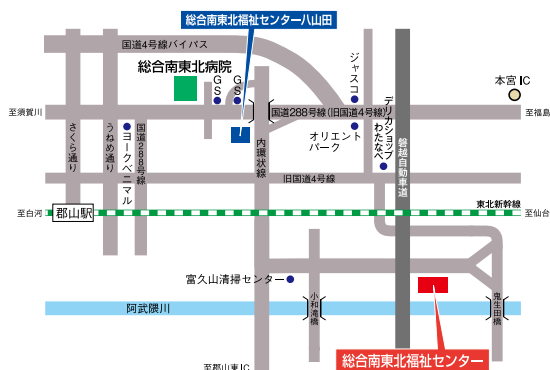 総合南東北福祉センター八山田
国道4号線バイパス
総合南東北病院
GS
GS
ジャスコ
本宮IC
至須賀川
国道288号線(旧国道4号線)
至福島
デリカショップ
わたなべ
オリエント
パーク
さくら通り
うねめ通り
ヨークベニマル
国道288号線
内環状線
磐越自動車道
旧国道4号線
東北新幹線
至白河
郡山駅
至仙台
富久山清掃センター
小和滝橋
鬼生田橋
阿武隈川
総合南東北福祉センター
至郡山東IC